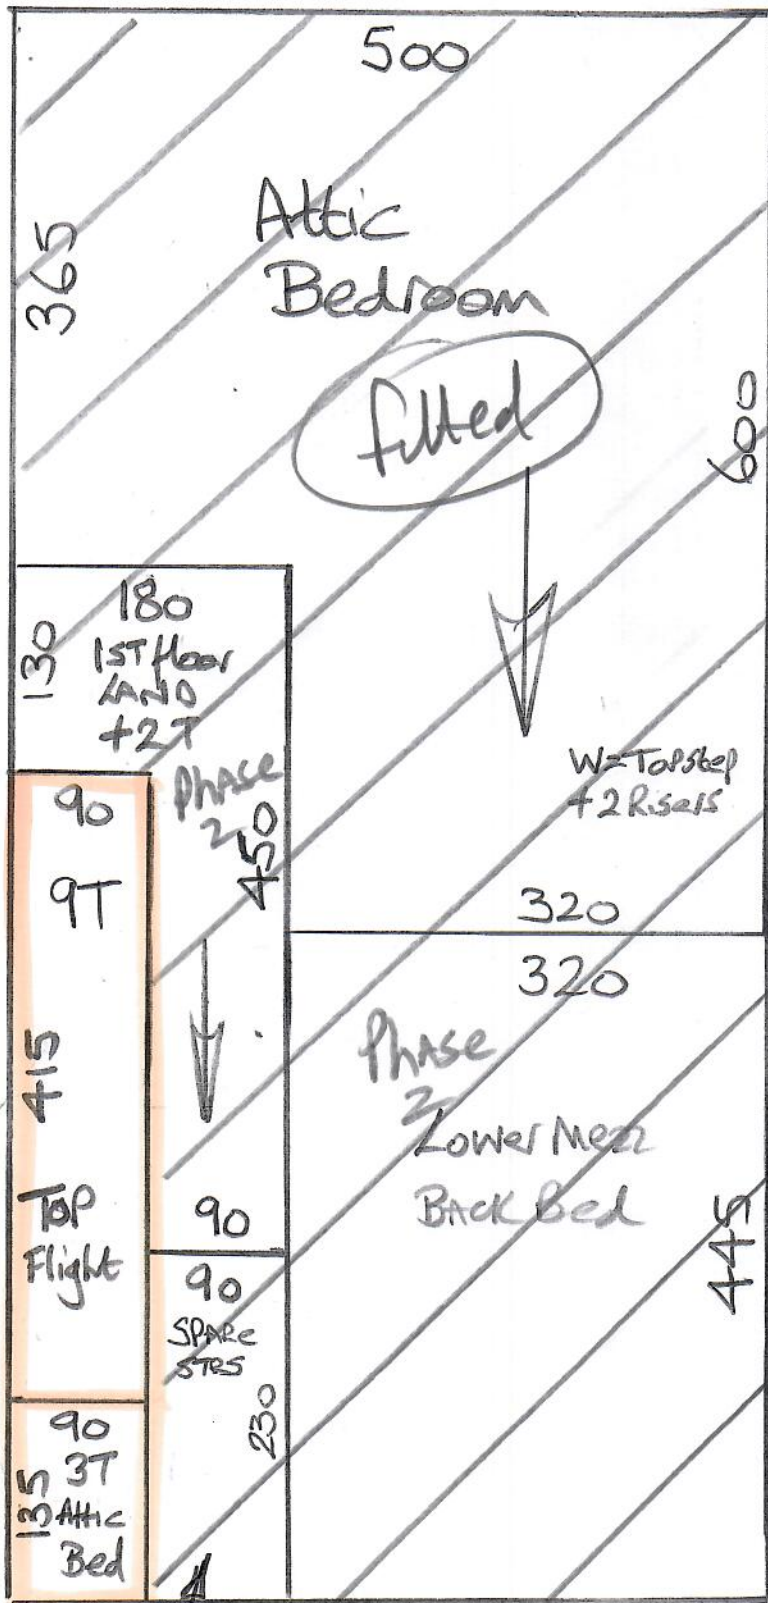 500
Attic
Bedroom
365
fitted
600
180
130
1ST floor
LAND
+2T
Phase
2
450
W=Topstep
+2Risers
320
90
9T
415
Top
Flight
320
Phase
2
Lower Mezz
BACK Bed
445
90
90
SPARE
STRS
230
90
3T
135
Attic
Bed